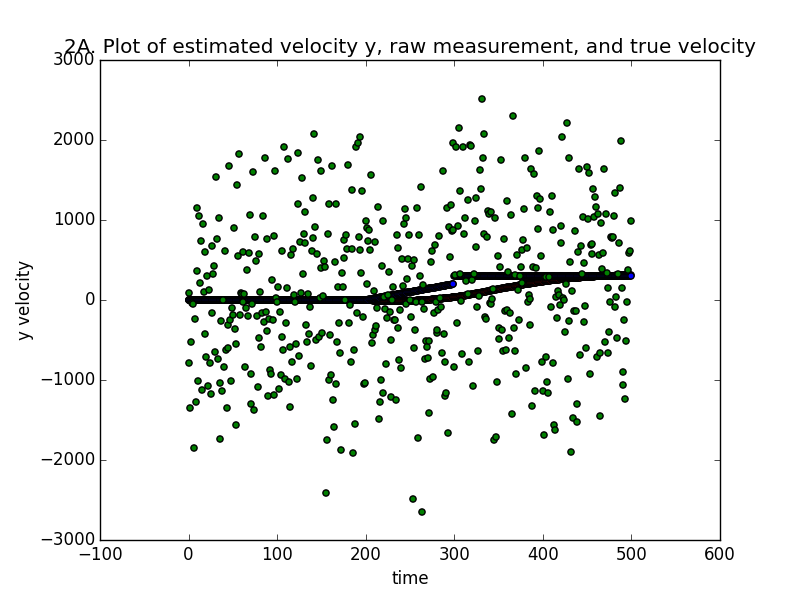 2A. Plot of estimated velocity y, raw measurement, and true velocity
3000
2000
1000
0
−1000
−2000
−3000
y velocity
−100 0 100 200 300 400 500 600
time